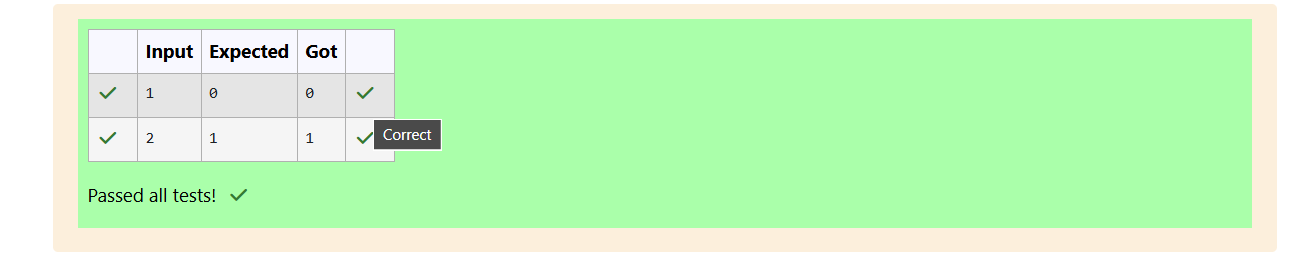 Input Expected Got
1 0 0
2 1 1
Correct
Passed all tests!